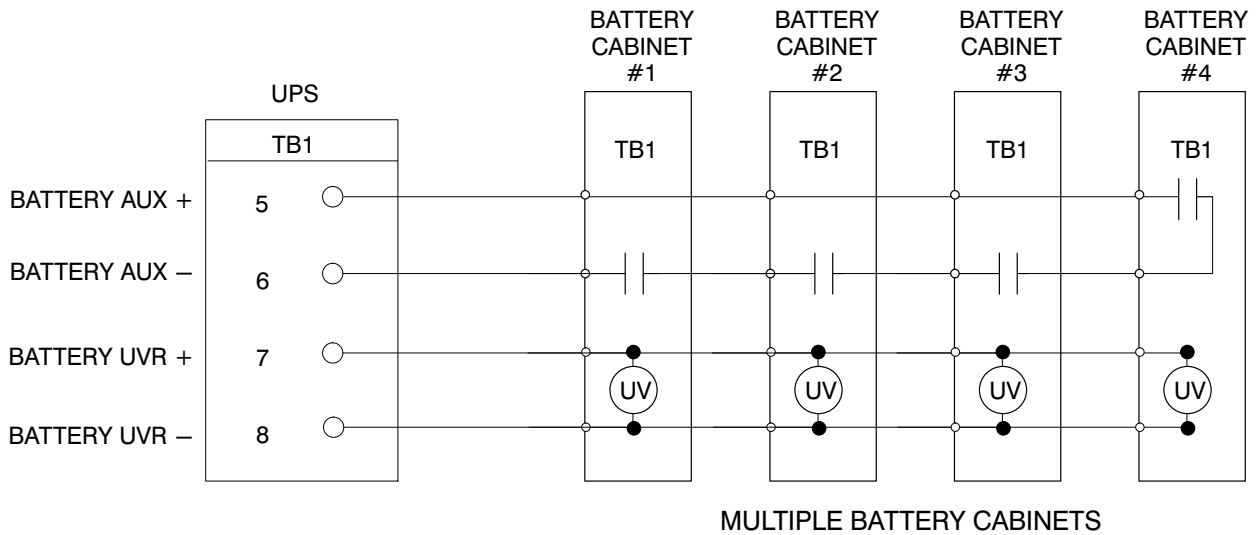 BATTERY
CABINET
#1
BATTERY
CABINET
#2
BATTERY
CABINET
#3
BATTERY
CABINET
#4
UPS
TB1
TB1
TB1
TB1
TB1
BATTERY AUX +
5
BATTERY AUX −
6
BATTERY UVR +
7
UV
UV
UV
UV
BATTERY UVR −
8
MULTIPLE BATTERY CABINETS